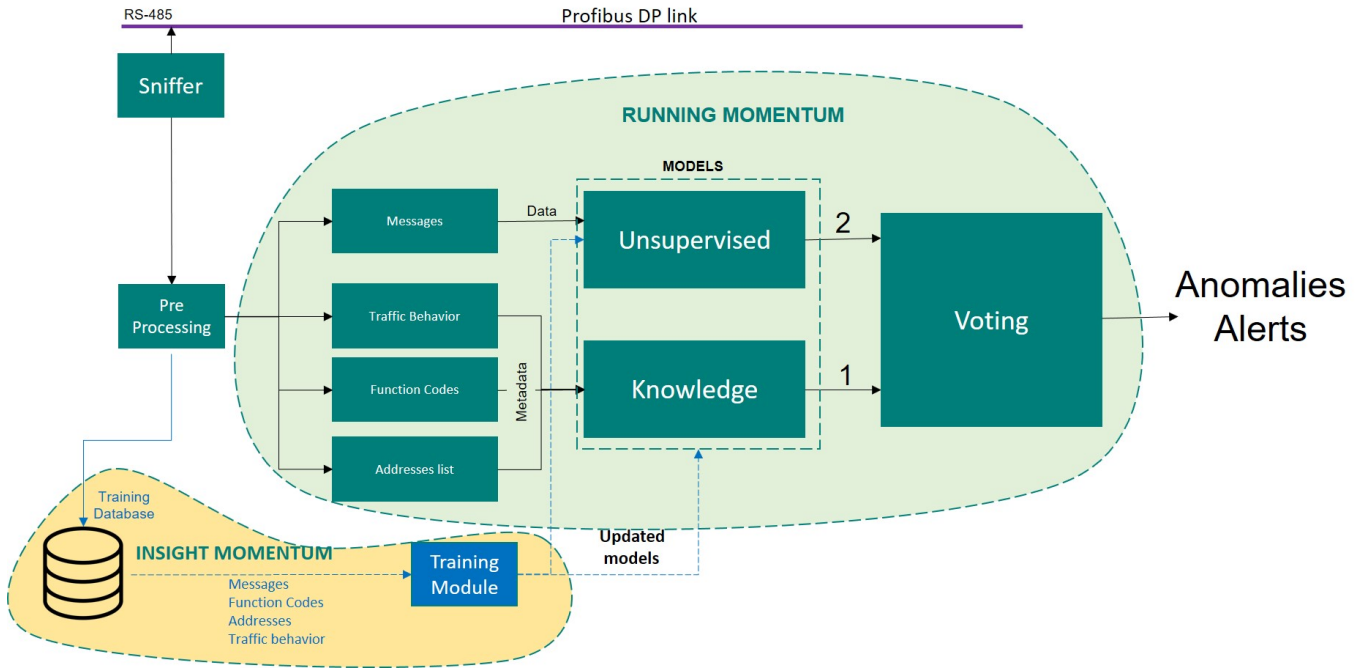 RS-485
Profibus DP link
Sniffer
RUNNING MOMENTUM
MODELS
Messages
Data
Unsupervised
2
Pre
Processing
Traffic Behavior
Voting
Anomalies
Alerts
Function Codes
Metadata
Knowledge
1
Addresses list
Training
Database
INSIGHT MOMENTUM
Training
Module
Updated
models
Messages
Function Codes
Addresses
Traffic behavior